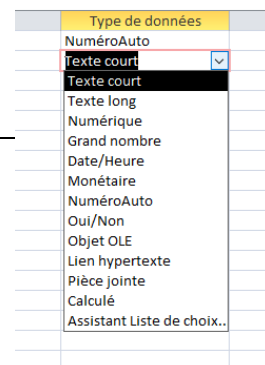 Type de données
NuméroAuto
Texte court
Texte court
Texte long
Numérique
Grand nombre
Date/Heure
Monétaire
NuméroAuto
Oui/Non
Objet OLE
Lien hypertexte
Pièce jointe
Calculé
Assistant Liste de choix..